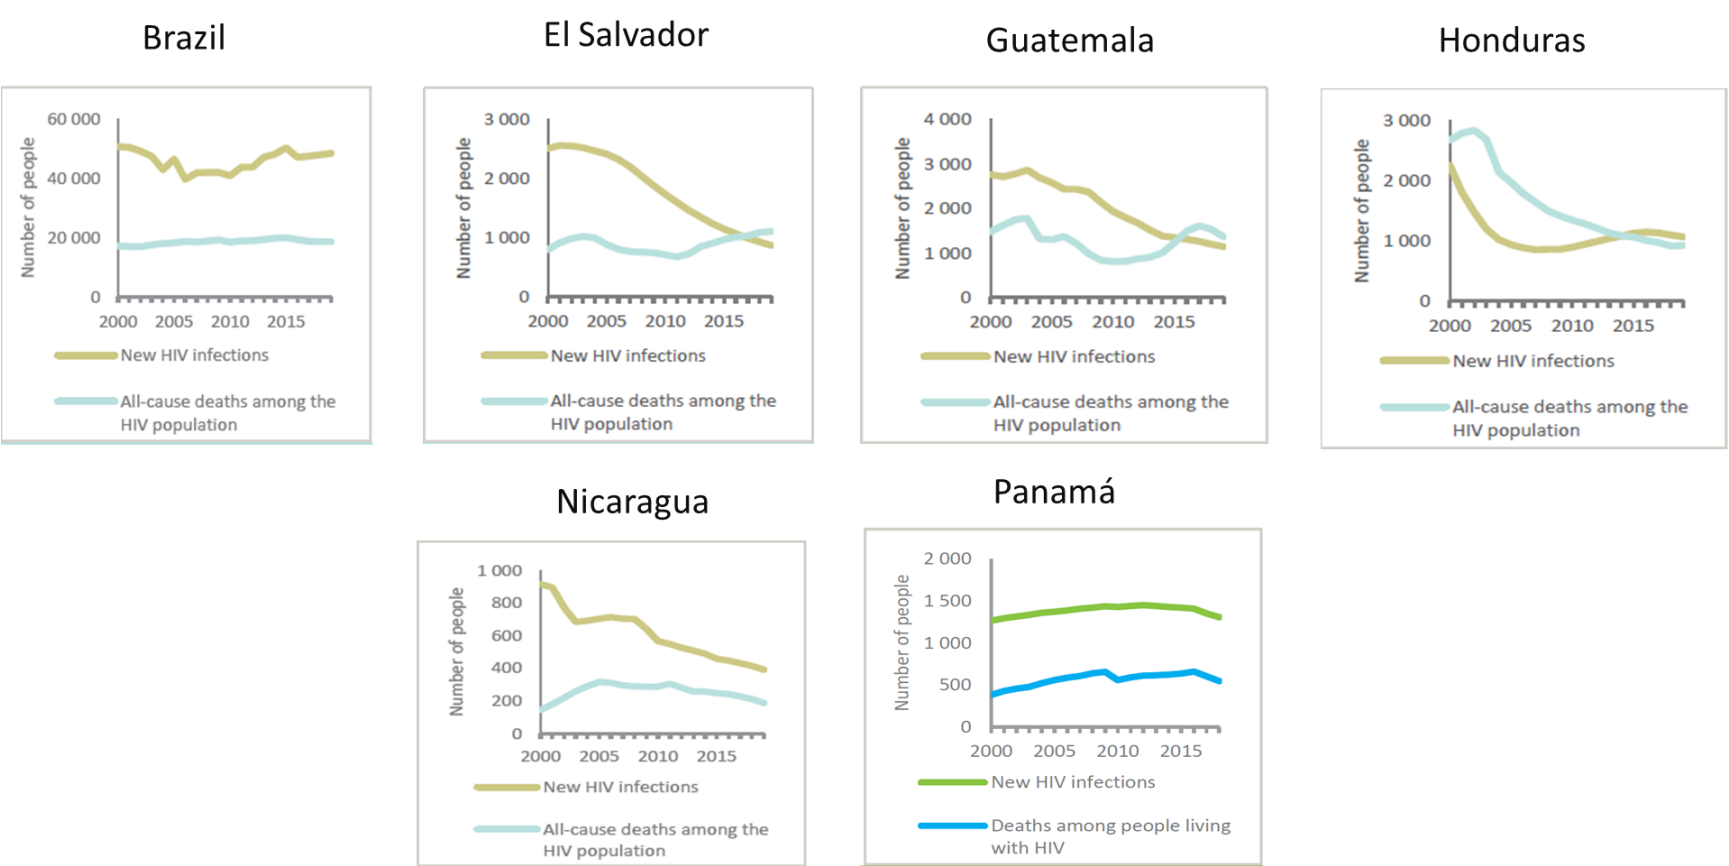 Brazil
60 000
40 000
20 000
0
Number of people
2000 2005 2010 2015
New HIV infections
All-cause deaths among the
HIV population
El Salvador
3 000
2 000
1 000
0
Number of people
2000 2005 2010 2015
New HIV infections
All-cause deaths among the
HIV population
Guatemala
4 000
3 000
2 000
1 000
0
Number of people
2000 2005 2010 2015
New HIV infections
All-cause deaths among the
HIV population
Honduras
3 000
2 000
1 000
0
Number of people
2000 2005 2010 2015
New HIV infections
All-cause deaths among the
HIV population
Nicaragua
1 000
800
600
400
200
0
Number of people
2000 2005 2010 2015
New HIV infections
All-cause deaths among the
HIV population
Panamá
2 000
1 500
1 000
500
0
Number of people
2000 2005 2010 2015
New HIV infections
Deaths among people living
with HIV